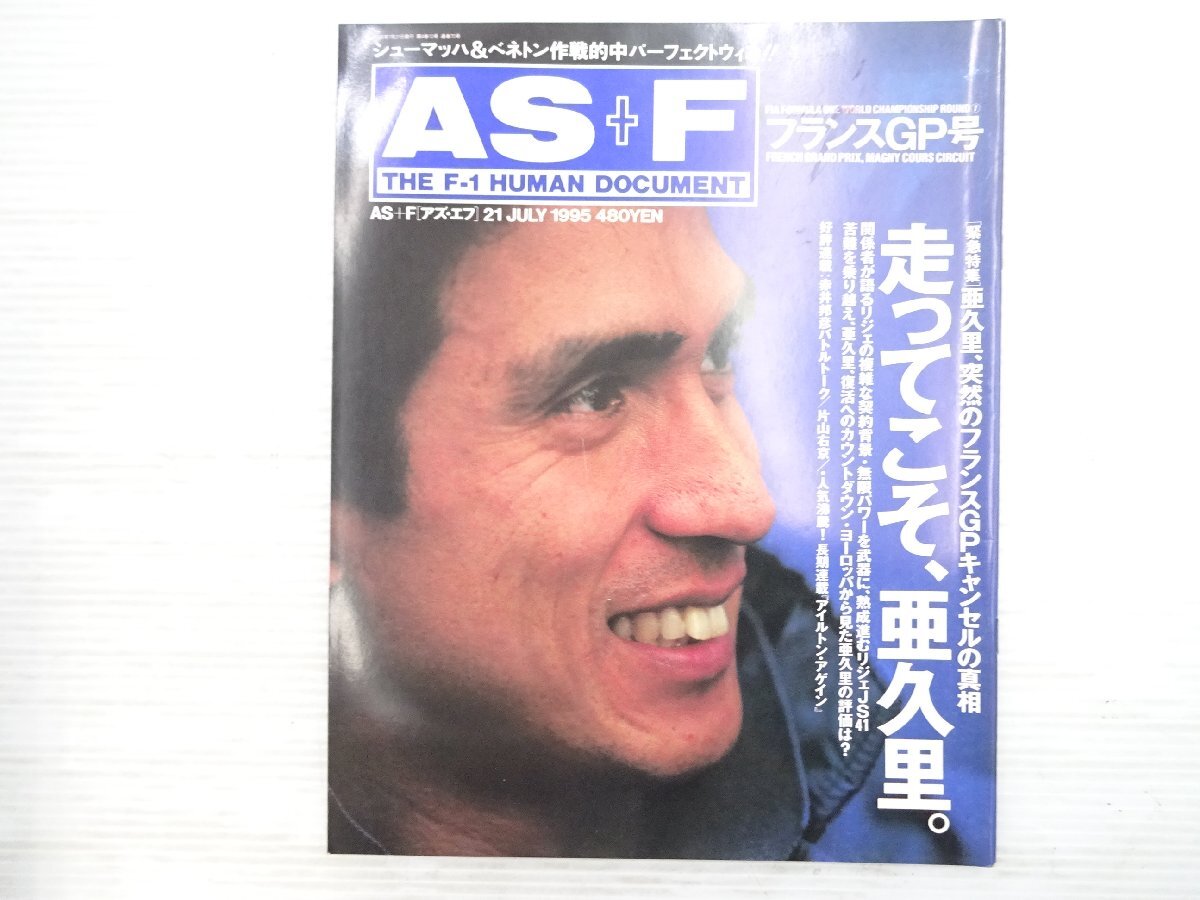 シューマッハ&ベネトン作戦的中パーフェクトウィン!!
AS+F
THE F-1 HUMAN DOCUMENT
AS+F[アズ・エフ] 21 JULY 1995 480YEN
FIA FORMULA ONE WORLD CHAMPIONSHIP ROUND 7
フランスGP号
FRENCH GRAND PRIX, MAGNY COURS CIRCUIT
[緊急特集]亜久里、突然のフランスGPキャンセルの真相
走ってこそ、亜久里。
関係者が語るリジェの複雑な契約背景・無限パワーを武器に、熟成進むリジェJS41
苦難を乗り越え、亜久里、復活へのカウントダウン・ヨーロッパから見た亜久里の評価は?
好評連載:赤井邦彦バトルトーク/片山右京/・人気沸騰!長期連載『アイルトン・アゲイン』